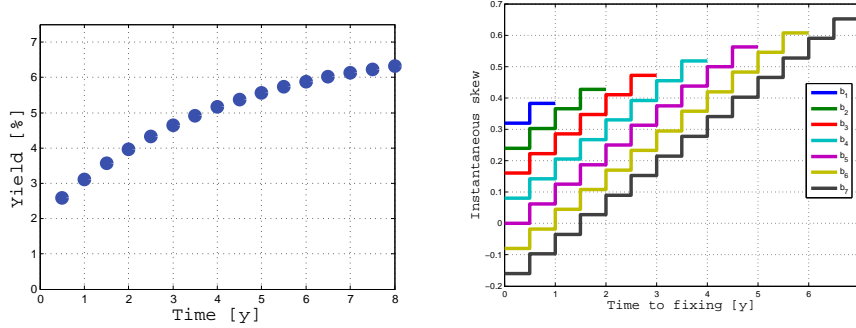 Yield [%]
7
6
5
4
3
2
1
0
0 1 2 3 4 5 6 7 8
Time [y]
Instantaneous skew
0.7
0.6
0.5
0.4
0.3
0.2
0.1
0
−0.1
−0.2
0 1 2 3 4 5 6
Time to fixing [y]
b1
b2
b3
b4
b5
b6
b7